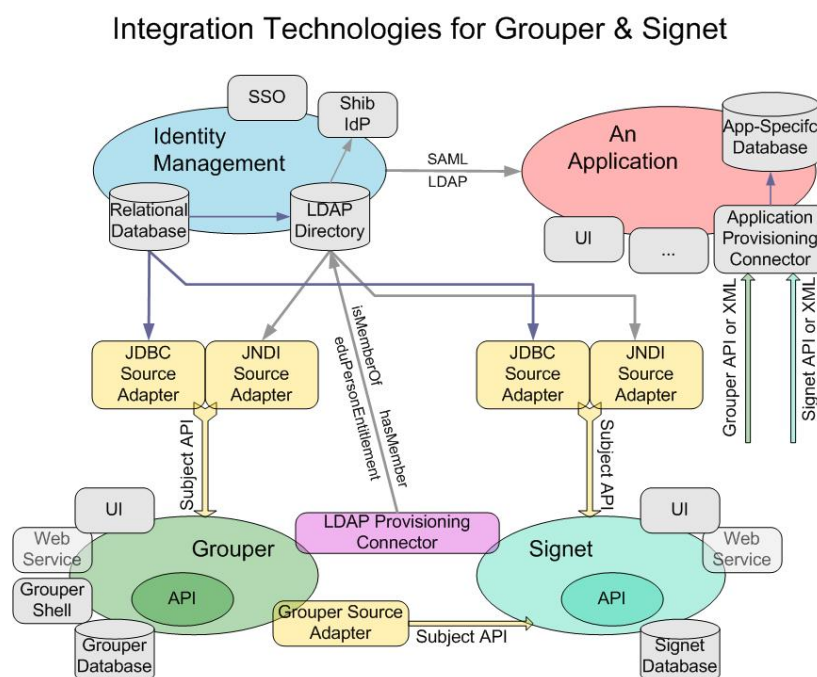 Integration Technologies for Grouper & Signet
SSO
Shib
IdP
Identity
Management
Relational
Database
LDAP
Directory
SAML
LDAP
An
Application
App-Specifc
Database
UI
...
Application
Provisioning
Connector
JDBC
Source
Adapter
JNDI
Source
Adapter
isMemberOf
eduPersonEntitlement
hasMember
JDBC
Source
Adapter
JNDI
Source
Adapter
Grouper API or XML
Signet API or XML
Subject API
Subject API
UI
Web
Service
Grouper
Shell
Grouper
API
Grouper
Database
LDAP Provisioning
Connector
Grouper Source
Adapter
Subject API
Signet
API
UI
Web
Service
Signet
Database